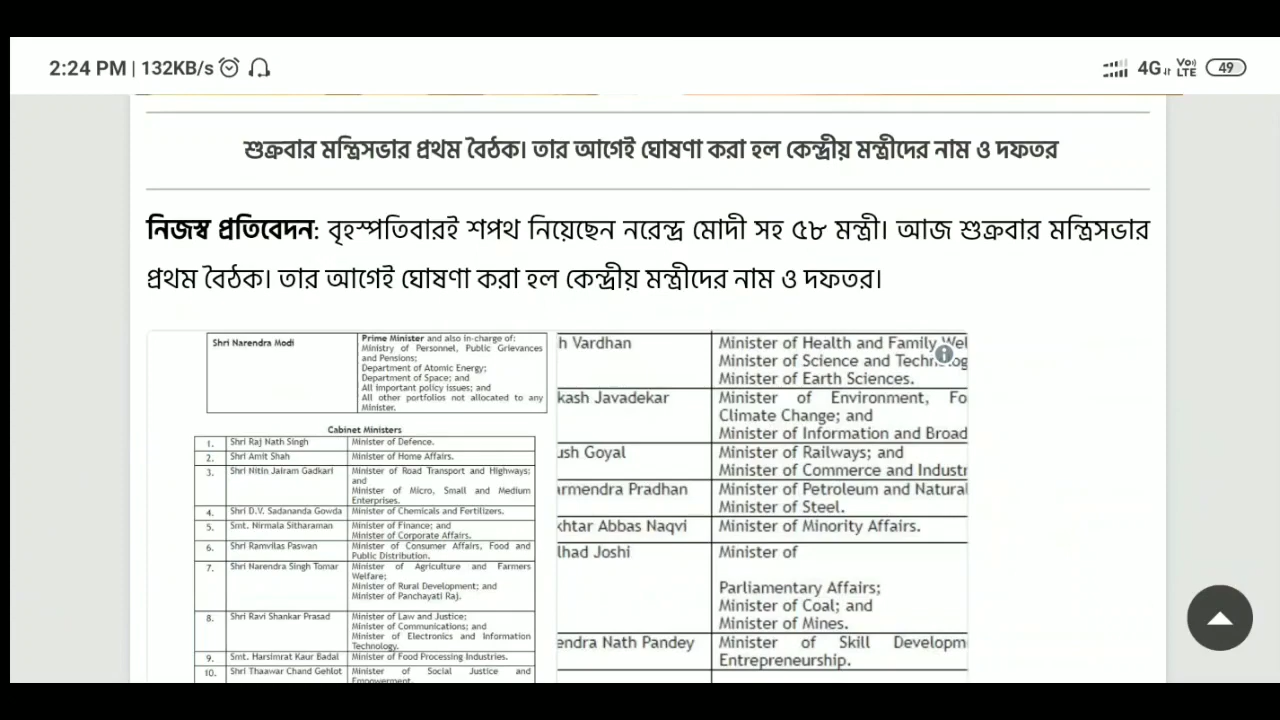 2:24 PM | 132KB/s
4G Vo) LTE 49
শুক্রবার মন্ত্রিসভার প্রথম বৈঠক। তার আগেই ঘোষণা করা হল কেন্দ্রীয় মন্ত্রীদের নাম ও দফতর
নিজস্ব প্রতিবেদন: বৃহস্পতিবারই শপথ নিয়েছেন নরেন্দ্র মোদী সহ ৫৮ মন্ত্রী। আজ শুক্রবার মন্ত্রিসভার
প্রথম বৈঠক। তার আগেই ঘোষণা করা হল কেন্দ্রীয় মন্ত্রীদের নাম ও দফতর।
Shri Narendra Modi
Prime Minister and also in-charge of:
Ministry of Personnel, Public Grievances
and Pensions;
Department of Atomic Energy;
Department of Space; and
All important policy issues; and
All other portfolios not allocated to any
Minister.
Cabinet Ministers
1. Shri Raj Nath Singh Minister of Defence.
2. Shri Amit Shah Minister of Home Affairs.
3. Shri Nitin Jairam Gadkari Minister of Road Transport and Highways;
and
Minister of Micro, Small and Medium
Enterprises.
4. Shri D.V. Sadananda Gowda Minister of Chemicals and Fertilizers.
5. Smt. Nirmala Sitharaman Minister of Finance; and
Minister of Corporate Affairs.
6. Shri Ramvilas Paswan Minister of Consumer Affairs, Food and
Public Distribution.
7. Shri Narendra Singh Tomar Minister of Agriculture and Farmers
Welfare;
Minister of Rural Development; and
Minister of Panchayati Raj.
8. Shri Ravi Shankar Prasad Minister of Law and Justice;
Minister of Communications; and
Minister of Electronics and Information
Technology.
9. Smt. Harsimrat Kaur Badal Minister of Food Processing Industries.
10. Shri Thaawar Chand Gehlot Minister of Social Justice and
Empowerment.
h Vardhan Minister of Health and Family Wel
Minister of Science and Technolog
Minister of Earth Sciences.
kash Javadekar Minister of Environment, Fo
Climate Change; and
Minister of Information and Broad
ush Goyal Minister of Railways; and
Minister of Commerce and Industr
armendra Pradhan Minister of Petroleum and Natural
Minister of Steel.
khtar Abbas Naqvi Minister of Minority Affairs.
lhad Joshi Minister of
Parliamentary Affairs;
Minister of Coal; and
Minister of Mines.
endra Nath Pandey Minister of Skill Developm
Entrepreneurship.